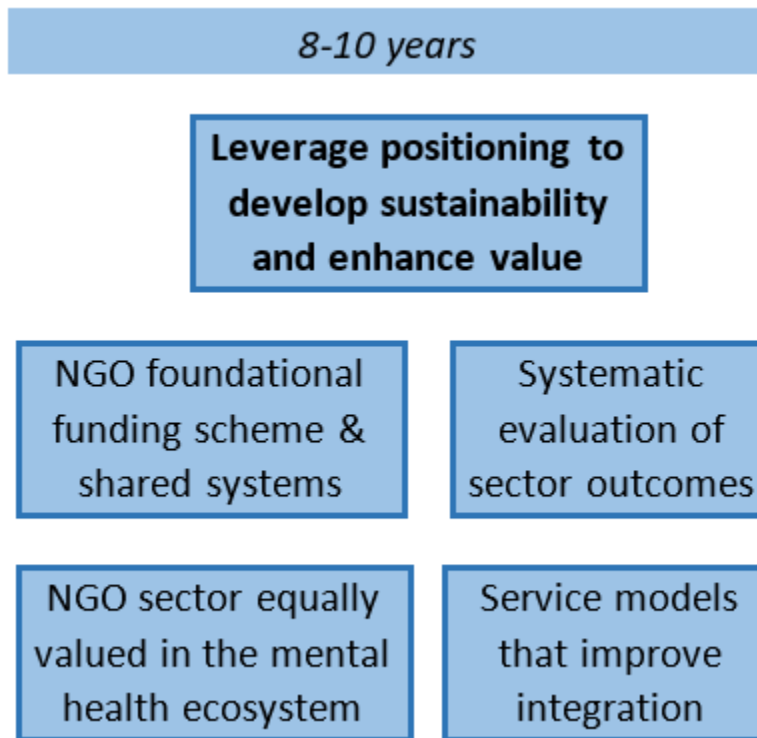 8-10 years
Leverage positioning to
develop sustainability
and enhance value
NGO foundational
funding scheme &
shared systems
Systematic
evaluation of
sector outcomes
NGO sector equally
valued in the mental
health ecosystem
Service models
that improve
integration